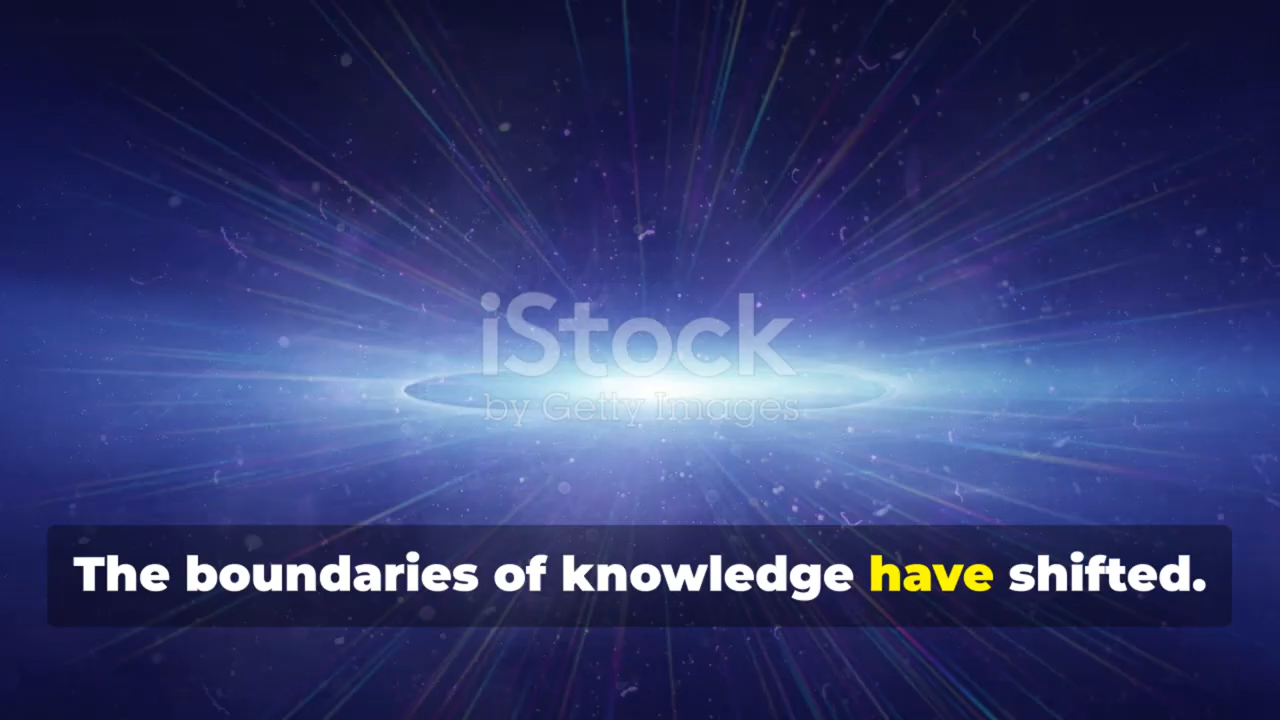 iStock
by Getty Images
The boundaries of knowledge have shifted.